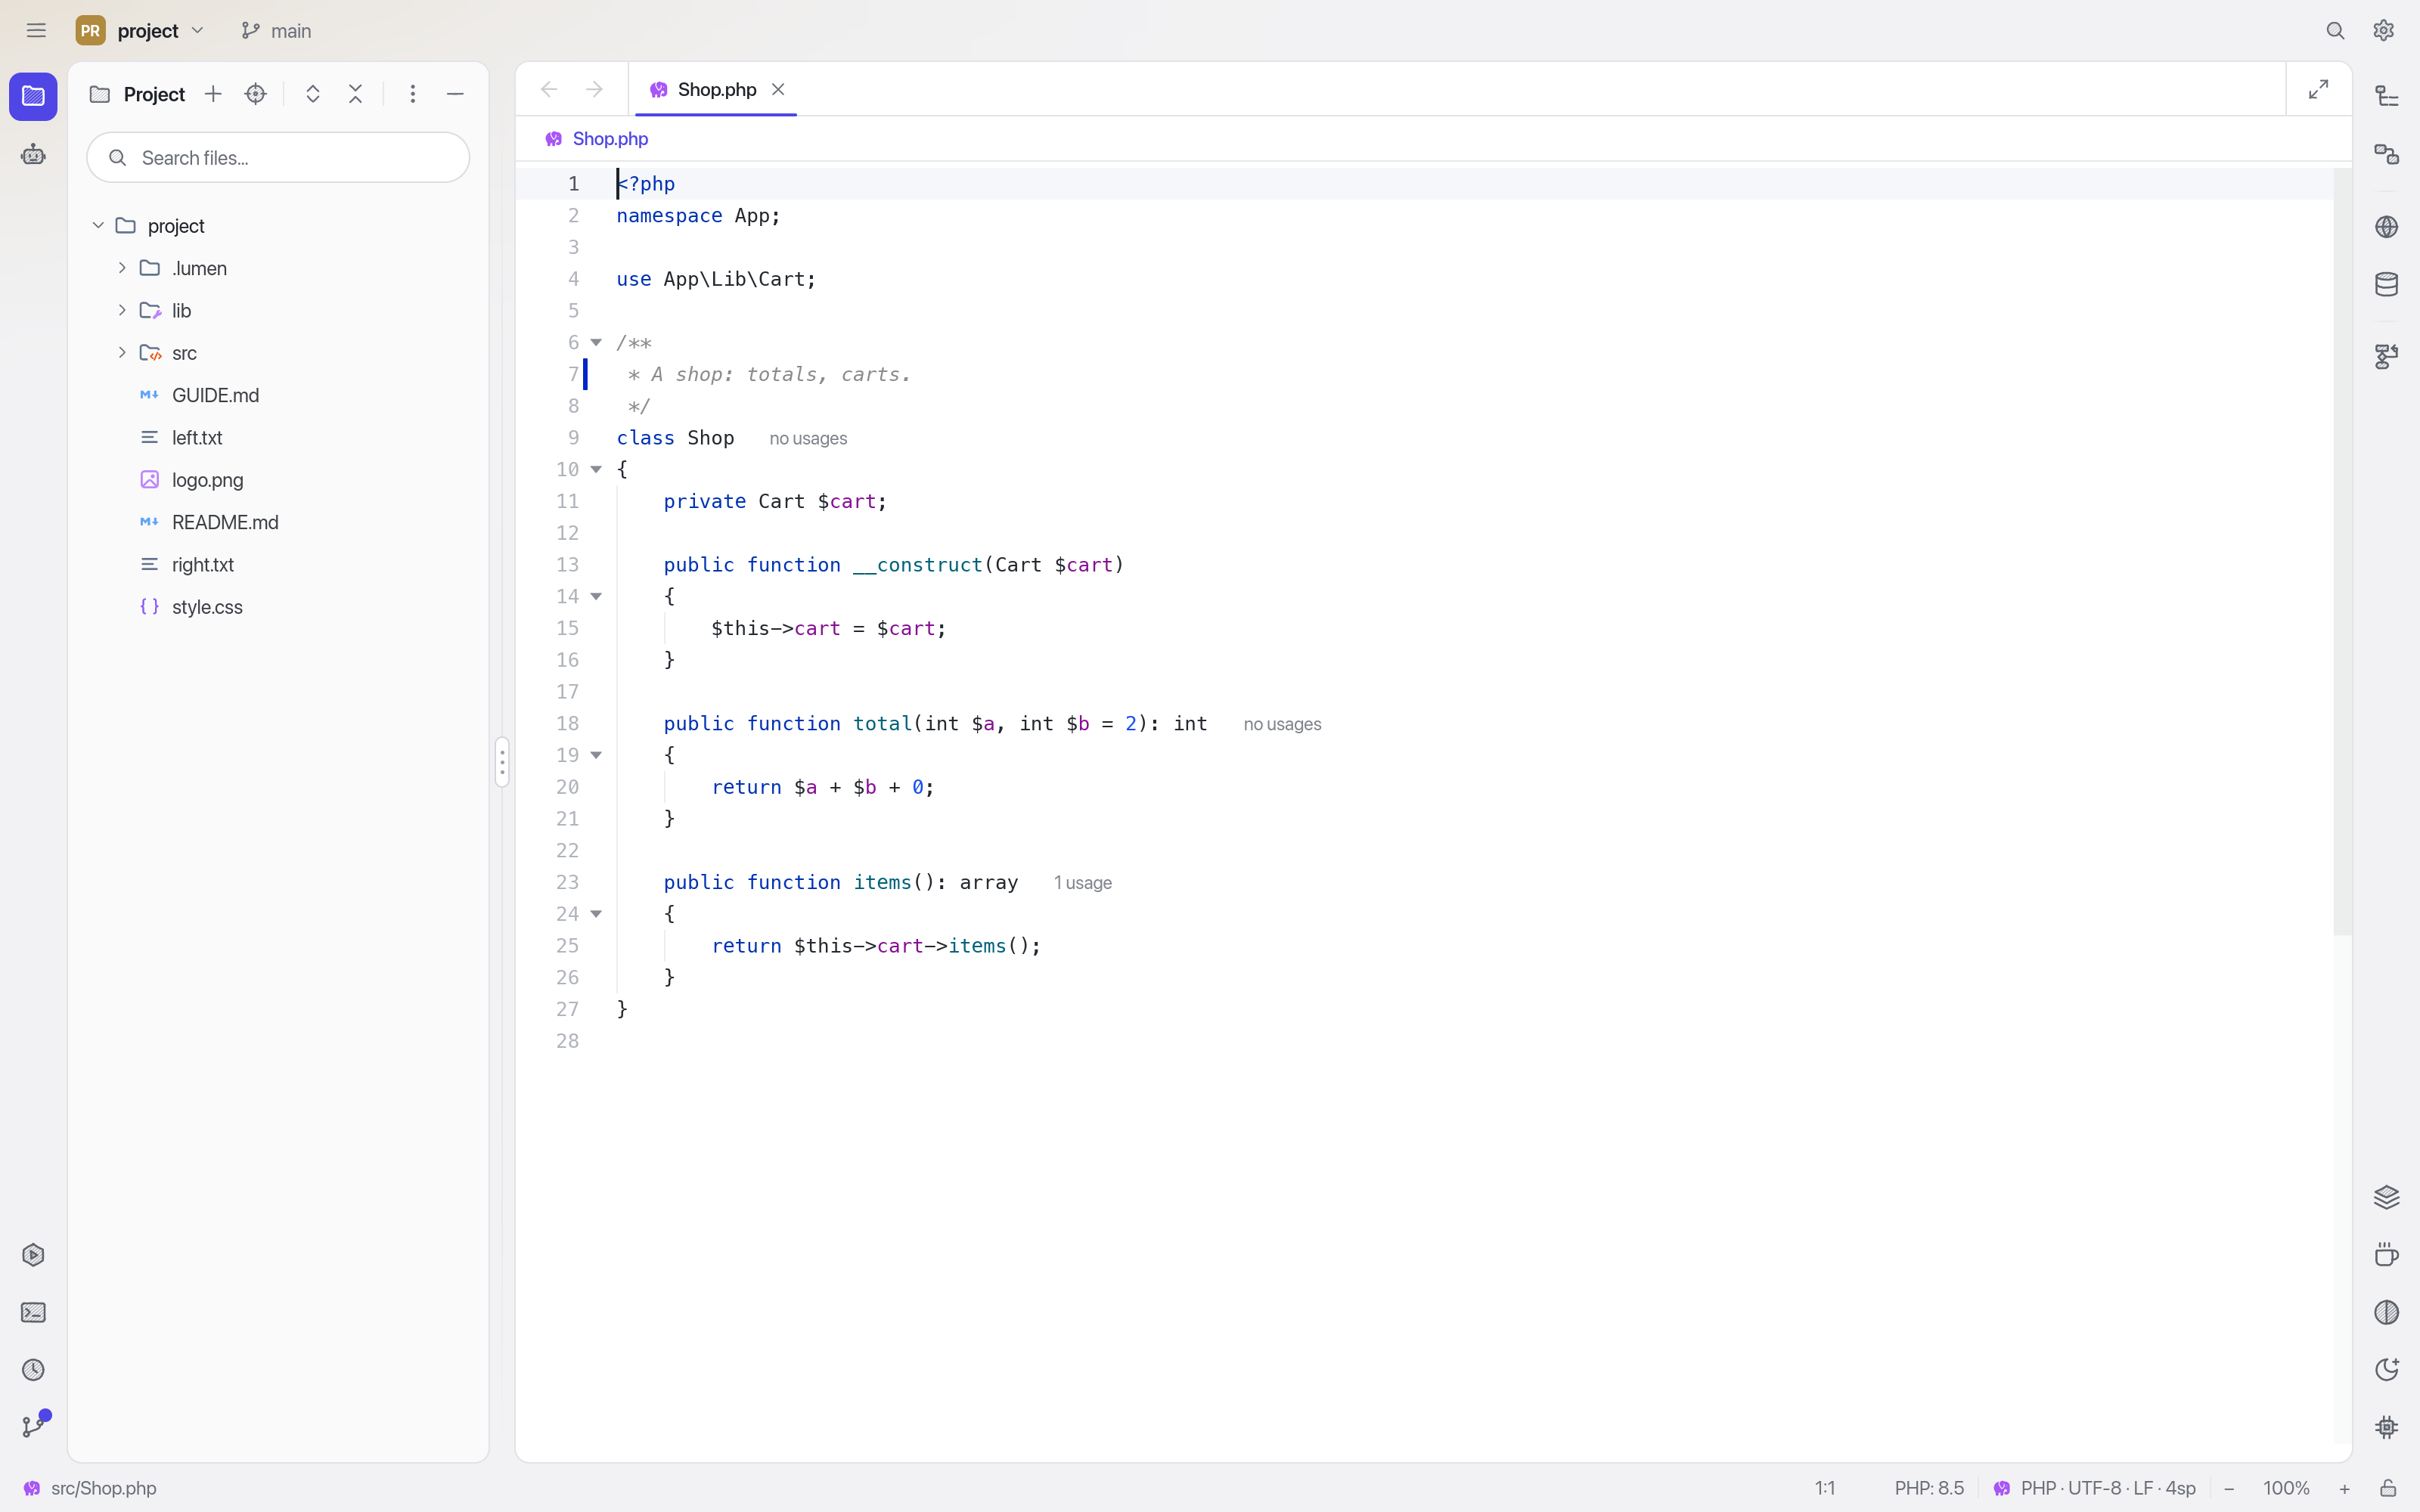 PR project main
Project
Search files...
project
.lumen
lib
src
GUIDE.md
left.txt
logo.png
README.md
right.txt
style.css
Shop.php
Shop.php
1 <?php
2 namespace App;
3
4 use App\Lib\Cart;
5
6 /**
7  * A shop: totals, carts.
8  */
9 class Shop no usages
10 {
11     private Cart $cart;
12
13     public function __construct(Cart $cart)
14     {
15         $this->cart = $cart;
16     }
17
18     public function total(int $a, int $b = 2): int no usages
19     {
20         return $a + $b + 0;
21     }
22
23     public function items(): array 1 usage
24     {
25         return $this->cart->items();
26     }
27 }
28
src/Shop.php 1:1 PHP: 8.5 PHP · UTF-8 · LF · 4sp − 100% +